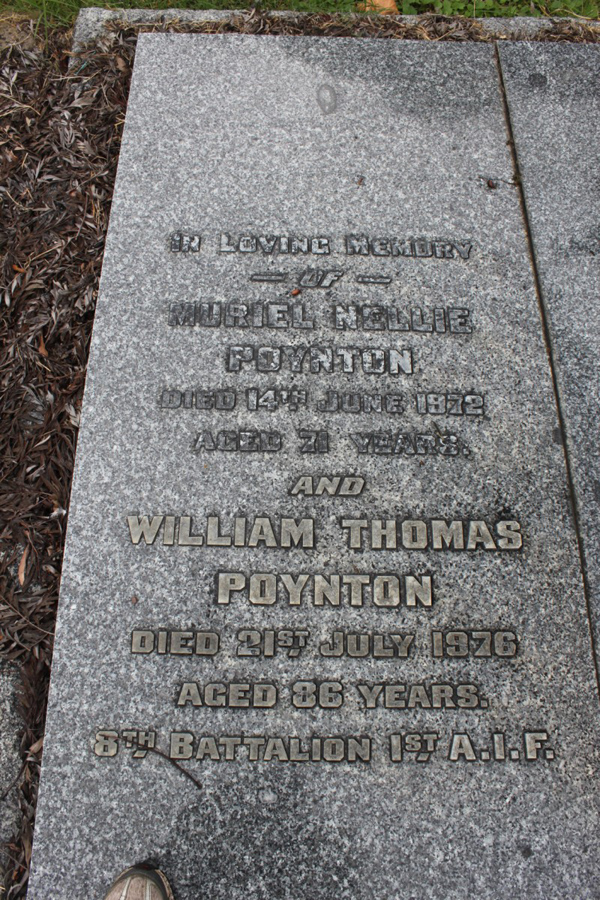 IN LOVING MEMORY
— OF —
MURIEL NELLIE
POYNTON
DIED 14TH JUNE 1972
AGED 71 YEARS.
AND
WILLIAM THOMAS
POYNTON
DIED 21ST JULY 1976
AGED 86 YEARS.
8TH BATTALION 1ST A.I.F.